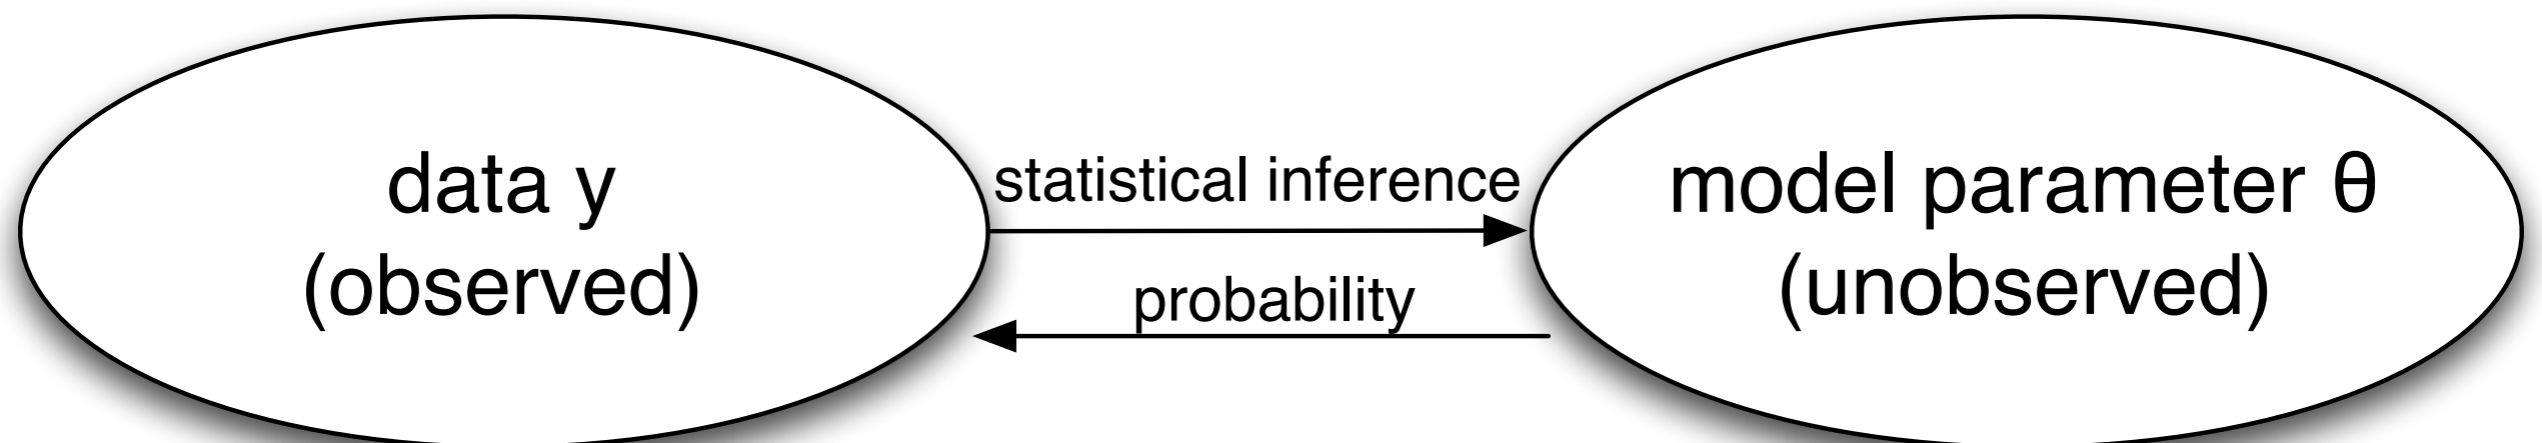 data y
(observed)
statistical inference
probability
model parameter θ
(unobserved)